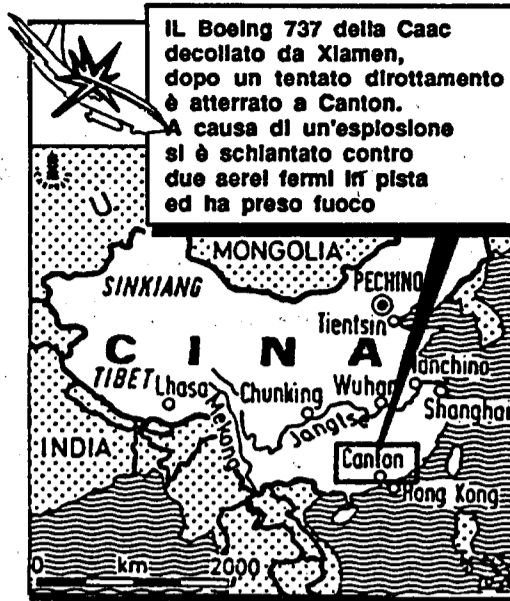 IL Boeing 737 della Caac
decollato da Xiamen,
dopo un tentato dirottamento
è atterrato a Canton.
A causa di un'esplosione
si è schiantato contro
due aerei fermi in pista
ed ha preso fuoco
U
MONGOLIA
SINKIANG
PECHINO
Tientsin
CINA
Nanchino
TIBET
Lhasa
Chunking
Wuhan
Shanghai
Mekong
Jangtse
INDIA
Canton
Hong Kong
0 km 2000